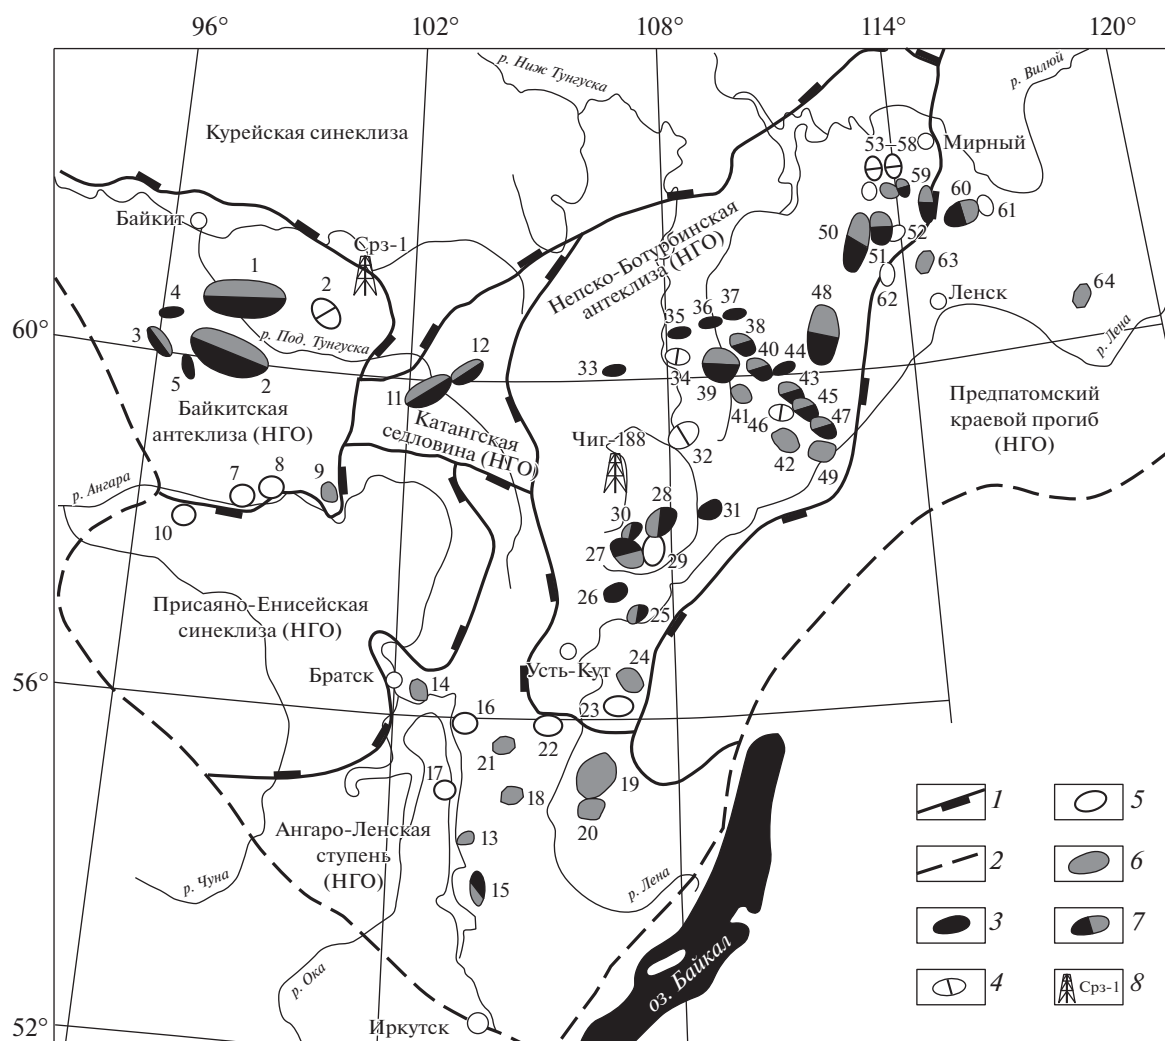 96°
102°
108°
114°
120°
р. Ниж Тунгуска
р. Вилюй
Курейская синеклиза
53–58
Мирный
59
60
61
Байкит
Срз-1
Непско-Ботурбинская
антеклиза (НГО)
50
52
51
62
63
64
1
2
4
3
5
2
60°
р. Под. Тунгуска
Ленск
р. Лена
48
37
36
35
38
40
44
33
34
39
41
43
45
46
47
42
49
12
11
Байкитская
антеклиза (НГО)
Катангская
седловина (НГО)
Предпатомский
краевой прогиб
(НГО)
Чиг-188
32
7
8
9
10
р. Ангара
28
31
30
27
29
26
25
Присаяно-Енисейская
синеклиза (НГО)
Усть-Кут
24
Братск
14
56°
16
23
22
21
17
18
19
20
13
15
Ангаро-Ленская
ступень
(НГО)
р. Чуна
р. Лена
р. Ока
оз. Байкал
52°
Иркутск
1
5
2
6
3
7
4
Срз-1
8